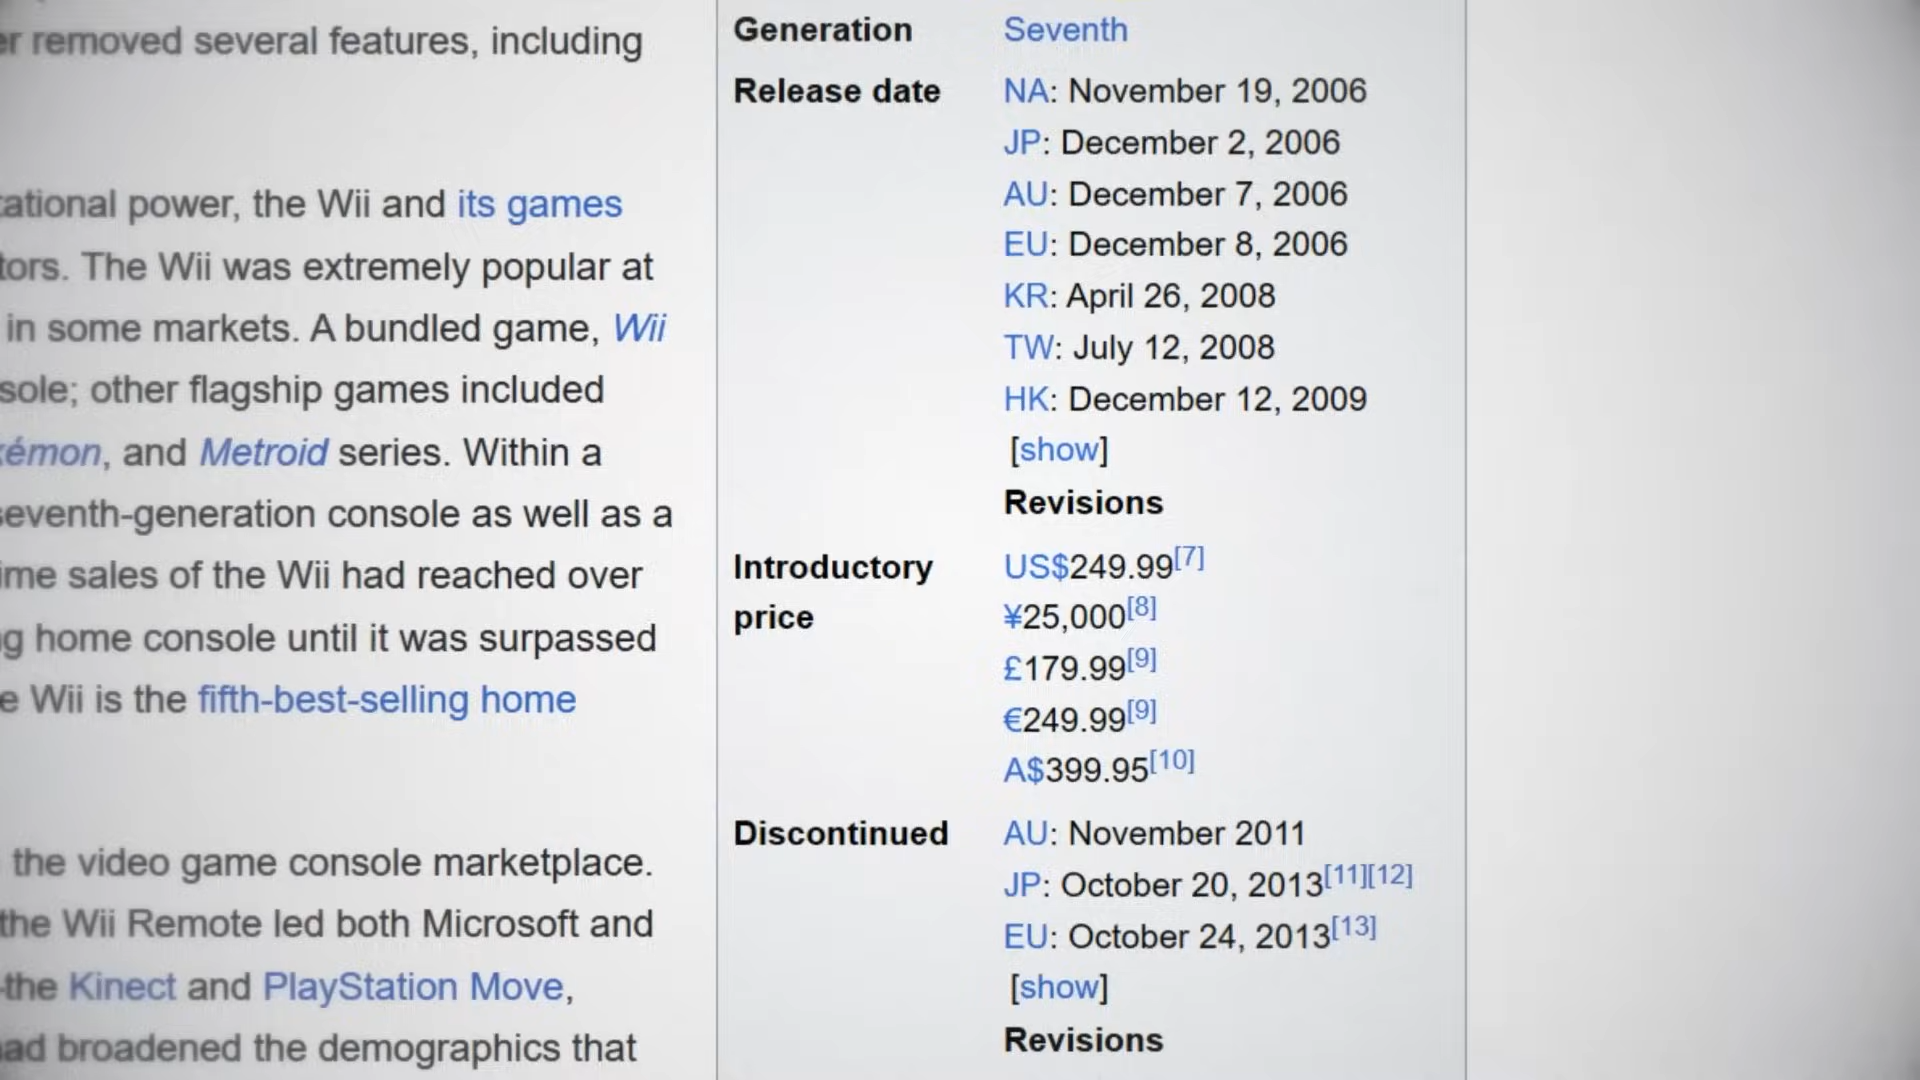 removed several features, including
power, the Wii and its games
The Wii was extremely popular at
in some markets. A bundled game, Wii
other flagship games included
and Metroid series. Within a
seventh-generation console as well as a
sales of the Wii had reached over
home console until it was surpassed
Wii is the fifth-best-selling home
the video game console marketplace.
the Wii Remote led both Microsoft and
the Kinect and PlayStation Move,
broadened the demographics that
Generation Seventh
Release date NA: November 19, 2006
JP: December 2, 2006
AU: December 7, 2006
EU: December 8, 2006
KR: April 26, 2008
TW: July 12, 2008
HK: December 12, 2009
[show]
Revisions
Introductory US$249.99[7]
price ¥25,000[8]
£179.99[9]
€249.99[9]
A$399.95[10]
Discontinued AU: November 2011
JP: October 20, 2013[11][12]
EU: October 24, 2013[13]
[show]
Revisions